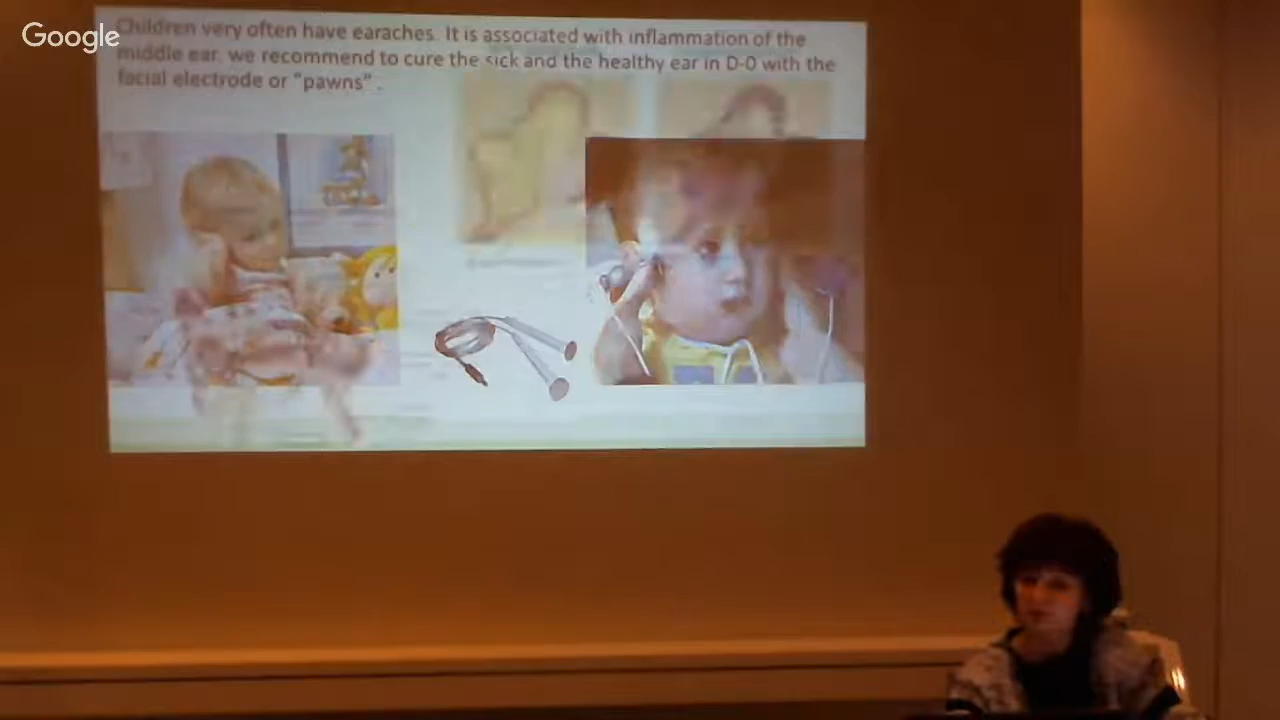 Google
Children very often have earaches. It is associated with inflammation of the
middle ear, we recommend to cure the sick and the healthy ear in D-0 with the
facial electrode or "pawns".